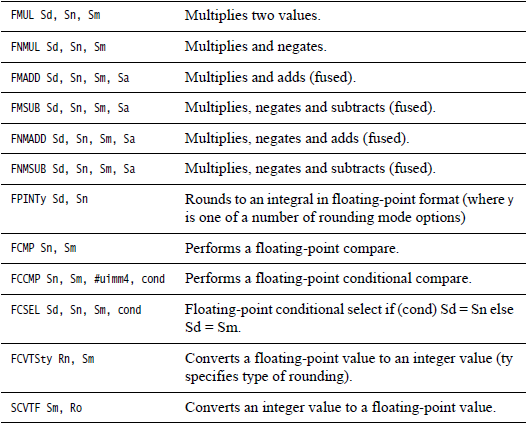 FMUL Sd, Sn, Sm Multiplies two values.
FNMUL Sd, Sn, Sm Multiplies and negates.
FMADD Sd, Sn, Sm, Sa Multiplies and adds (fused).
FMSUB Sd, Sn, Sm, Sa Multiplies, negates and subtracts (fused).
FNMADD Sd, Sn, Sm, Sa Multiplies, negates and adds (fused).
FNMSUB Sd, Sn, Sm, Sa Multiplies, negates and subtracts (fused).
FPINTy Sd, Sn Rounds to an integral in floating-point format (where y
is one of a number of rounding mode options)
FCMP Sn, Sm Performs a floating-point compare.
FCCMP Sn, Sm, #uimm4, cond Performs a floating-point conditional compare.
FCSEL Sd, Sn, Sm, cond Floating-point conditional select if (cond) Sd = Sn else
Sd = Sm.
FCVTSty Rn, Sm Converts a floating-point value to an integer value (ty
specifies type of rounding).
SCVTF Sm, Ro Converts an integer value to a floating-point value.